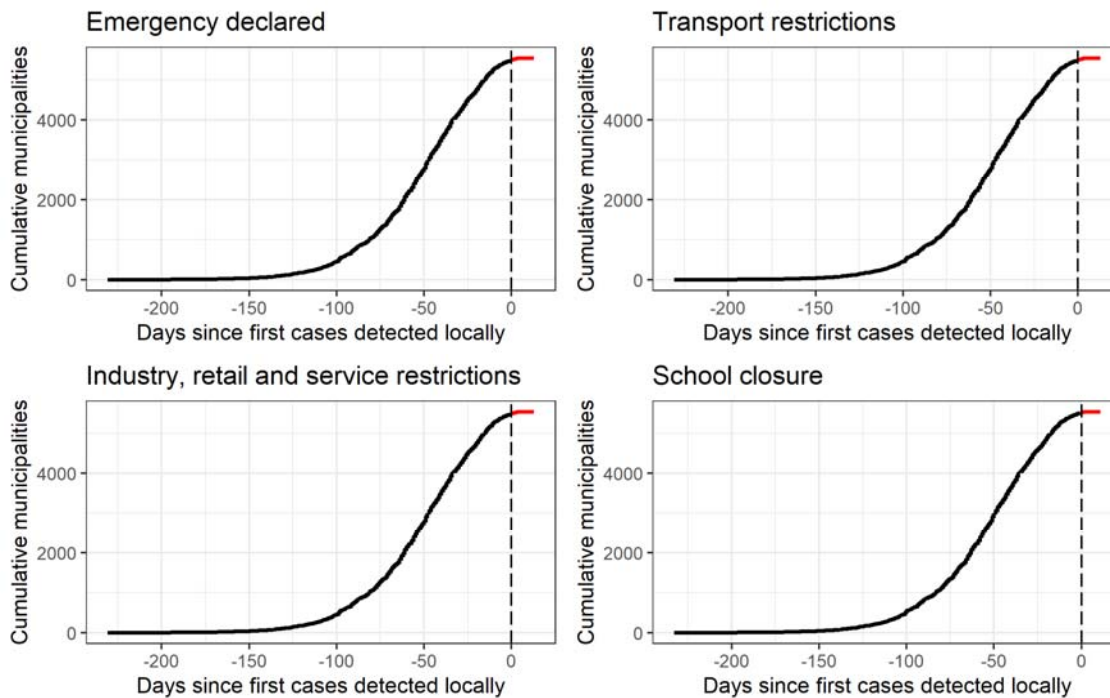 Emergency declared
Cumulative municipalities
4000
2000
0
-200 -150 -100 -50 0
Days since first cases detected locally
Transport restrictions
Cumulative municipalities
4000
2000
0
-200 -150 -100 -50 0
Days since first cases detected locally
Industry, retail and service restrictions
Cumulative municipalities
4000
2000
0
-200 -150 -100 -50 0
Days since first cases detected locally
School closure
Cumulative municipalities
4000
2000
0
-200 -150 -100 -50 0
Days since first cases detected locally